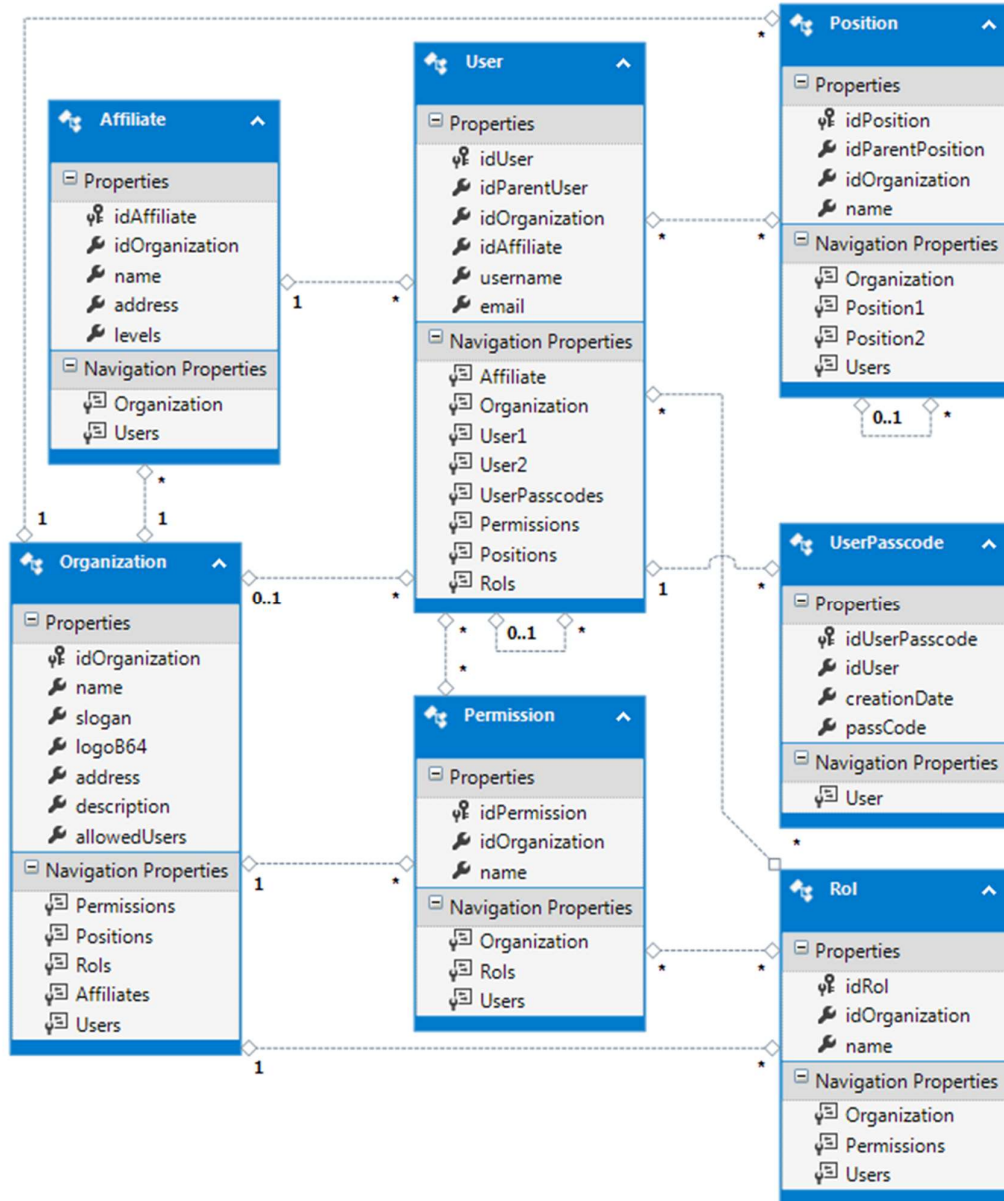 Position
Properties
idPosition
idParentPosition
idOrganization
name
Navigation Properties
Organization
Position1
Position2
Users
0..1
*
*
User
Properties
idUser
idParentUser
idOrganization
idAffiliate
username
email
Navigation Properties
Affiliate
Organization
User1
User2
UserPasscodes
Permissions
Positions
Rols
*
*
*
1
*
0..1
*
*
*
Affiliate
Properties
idAffiliate
idOrganization
name
address
levels
Navigation Properties
Organization
Users
1
*
*
1
1
Organization
Properties
idOrganization
name
slogan
logoB64
address
description
allowedUsers
Navigation Properties
Permissions
Positions
Rols
Affiliates
Users
0..1
*
1
*
1
*
Permission
Properties
idPermission
idOrganization
name
Navigation Properties
Organization
Rols
Users
*
*
UserPasscode
Properties
idUserPasscode
idUser
creationDate
passCode
Navigation Properties
User
*
Rol
Properties
idRol
idOrganization
name
Navigation Properties
Organization
Permissions
Users